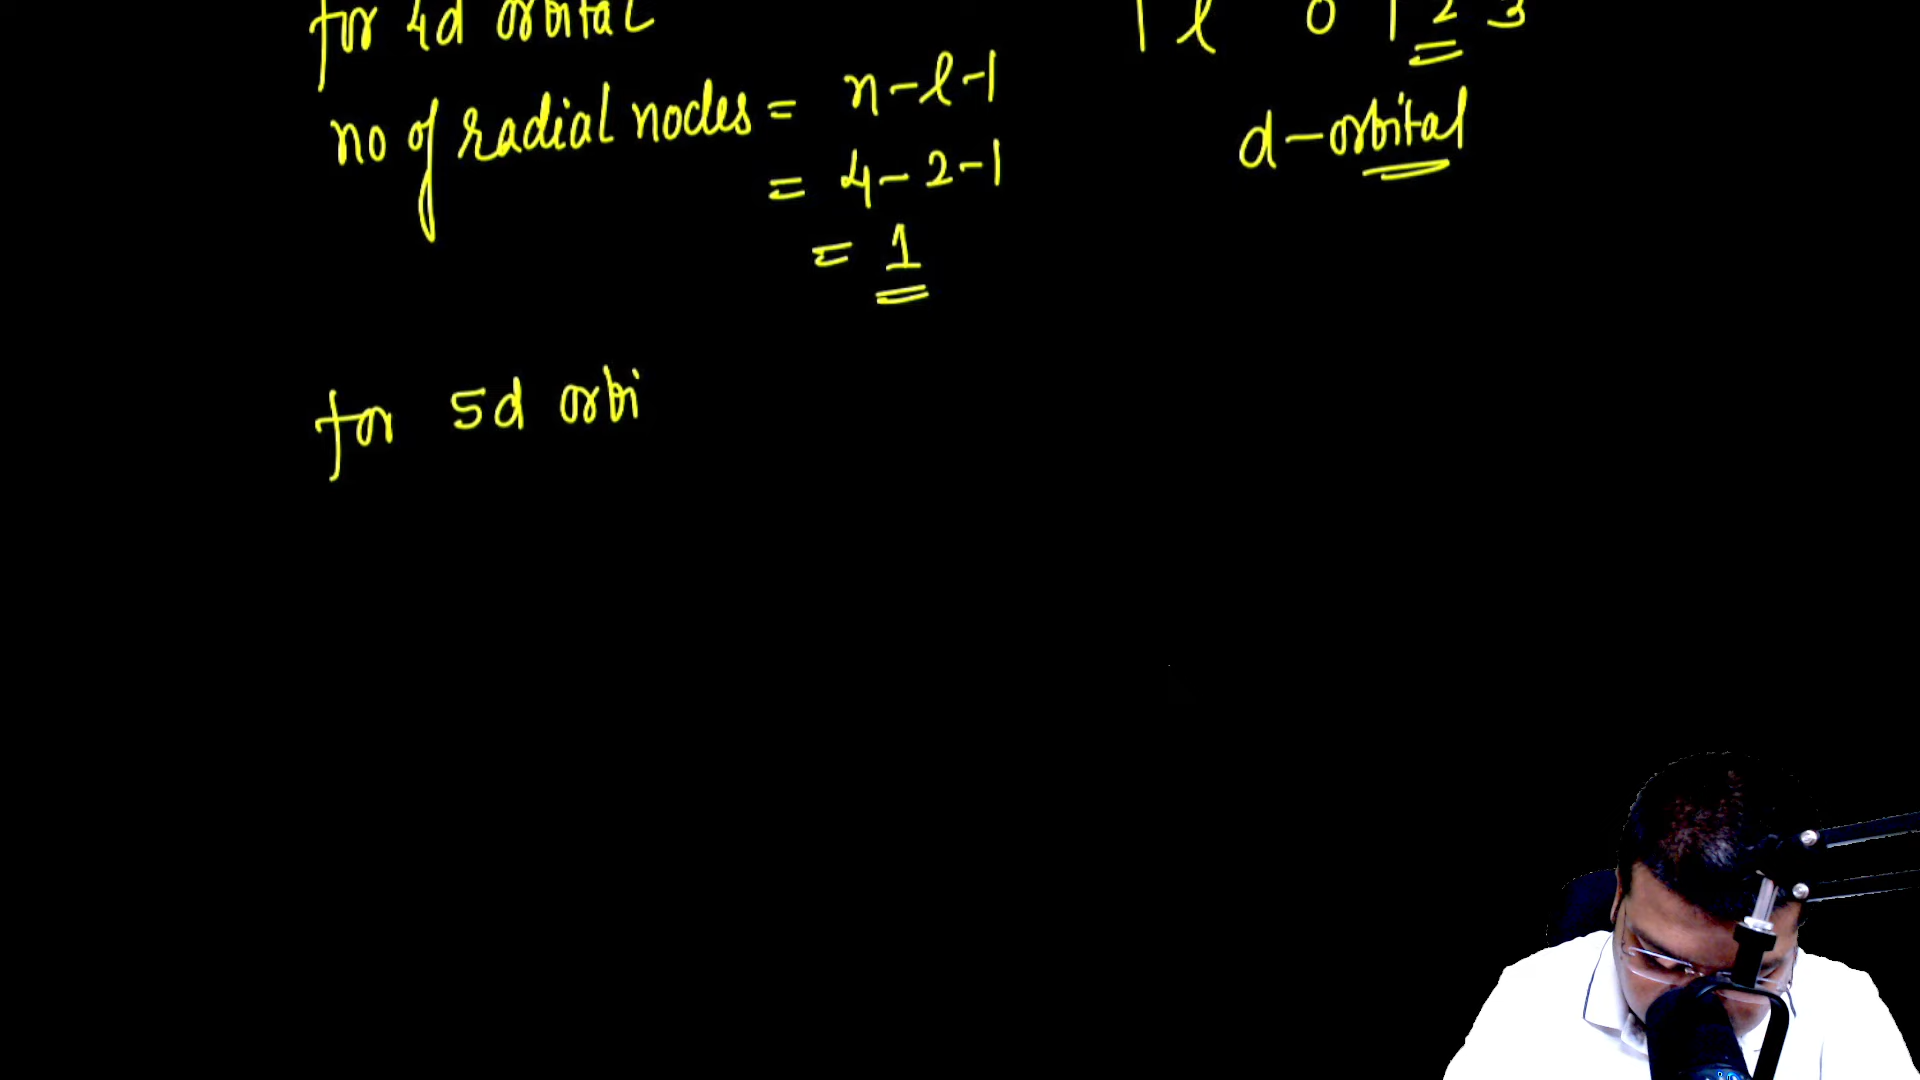 for 4d orbital
l 0 1 2 3
no of radial nodes = n-l-1
= 4-2-1
= 1
d-orbital
for 5d orbi